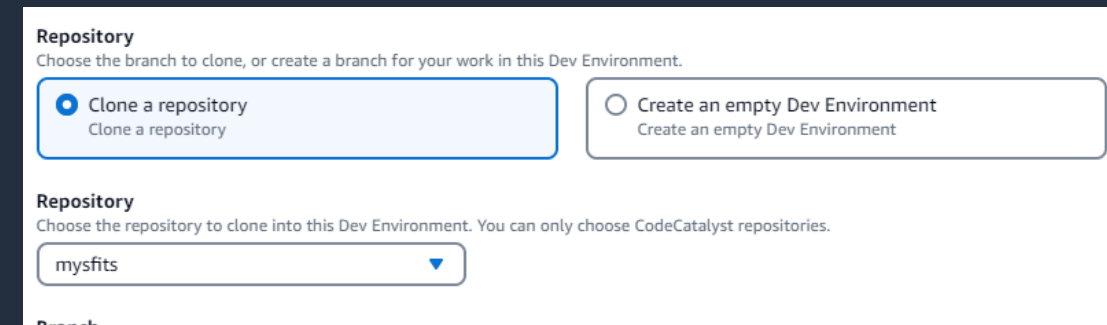 Repository
Choose the branch to clone, or create a branch for your work in this Dev Environment.
Clone a repository
Clone a repository
Create an empty Dev Environment
Create an empty Dev Environment
Repository
Choose the repository to clone into this Dev Environment. You can only choose CodeCatalyst repositories.
mysfits
Branch